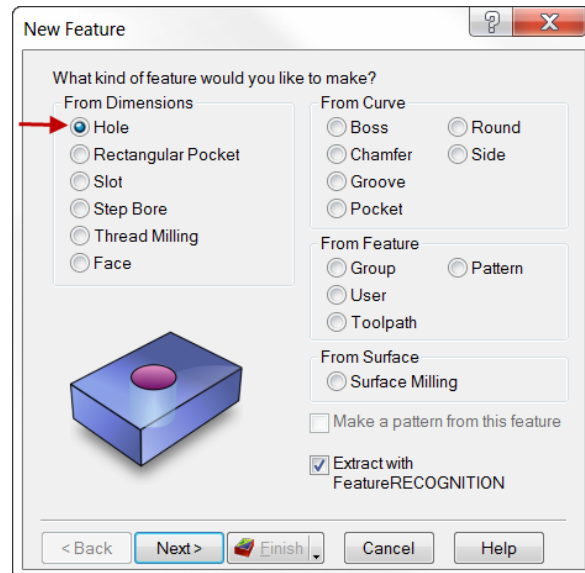 New Feature
What kind of feature would you like to make?
From Dimensions
Hole
Rectangular Pocket
Slot
Step Bore
Thread Milling
Face
From Curve
Boss
Round
Chamfer
Side
Groove
Pocket
From Feature
Group
Pattern
User
Toolpath
From Surface
Surface Milling
Make a pattern from this feature
Extract with
FeatureRECOGNITION
< Back Next > Finish Cancel Help